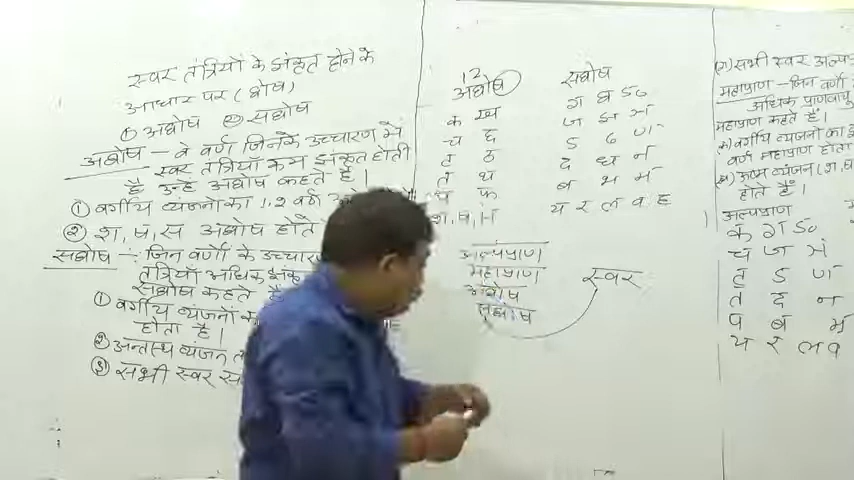 स्वर तंत्रियों के झंकृत होने के
आधार पर (घोष)
① अघोष ② सघोष
अघोष - वे वर्ण जिनके उच्चारण में
स्वर तंत्रियाँ कम झंकृत होती
है उन्हे अघोष कहते है।
① वर्गीय व्यंजनों का 1,2 वर्ण
② श, ष, स अघोष होते
सघोष - जिन वर्णों के उच्चारण
तंत्रियाँ अधिक झंकृ
सघोष कहते है
① वर्गीय व्यंजनों
होता है।
② अन्तस्थ व्यंजन
③ सभी स्वर स
12
अघोष
क ख
च
ट ठ
त थ
फ
श, ष,
सघोष
ग घ ङ
ज झ ञ
ड ढ ण
द ध न
ब भ म
य र ल व ह
अल्पप्राण
महाप्राण
अघोष
सघोष
स्वर
सभी स्वर अल्प
महाप्राण - जिन वर्णों
अधिक प्राणवायु
महाप्राण कहते है।
वर्गीय व्यंजनों का
वर्ण महाप्राण होता
ऊष्म व्यंजन (श, ष
होते हैं।
अल्पप्राण
क ग ङ
च ज ञ
ट ड ण
त द न
प ब म
य र ल व